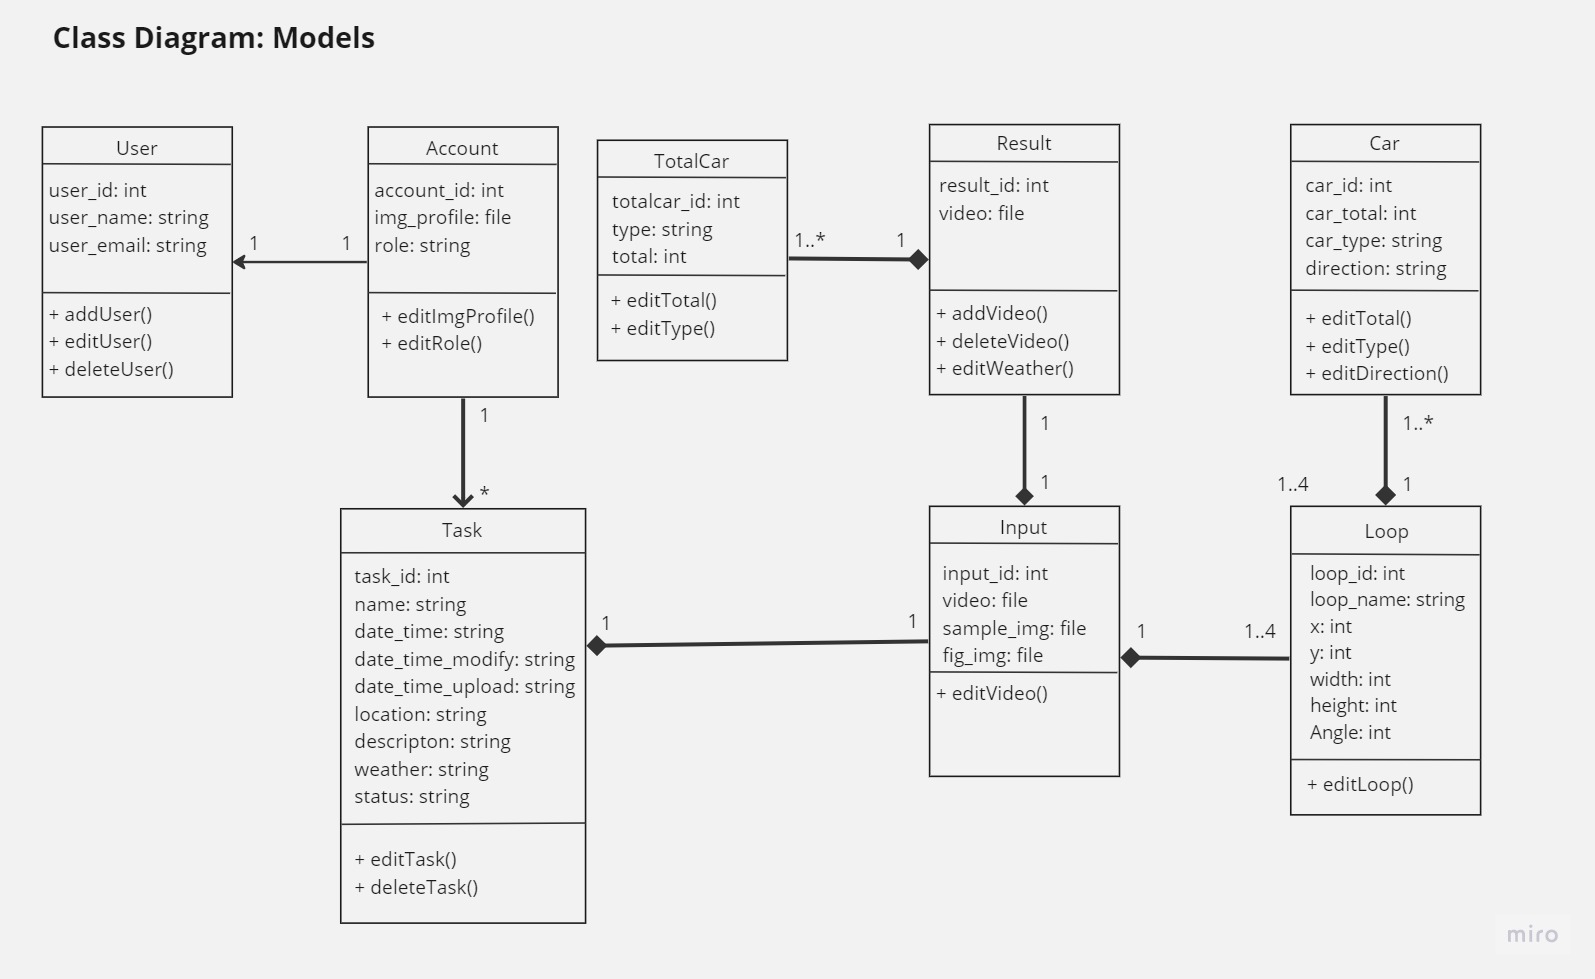 Class Diagram: Models
User
user_id: int
user_name: string
user_email: string
+ addUser()
+ editUser()
+ deleteUser()
1
1
Account
account_id: int
img_profile: file
role: string
+ editImgProfile()
+ editRole()
1
*
TotalCar
totalcar_id: int
type: string
total: int
+ editTotal()
+ editType()
1..*
1
Result
result_id: int
video: file
+ addVideo()
+ deleteVideo()
+ editWeather()
1
1
Car
car_id: int
car_total: int
car_type: string
direction: string
+ editTotal()
+ editType()
+ editDirection()
1..*
1..4
1
Task
task_id: int
name: string
date_time: string
date_time_modify: string
date_time_upload: string
location: string
descripton: string
weather: string
status: string
+ editTask()
+ deleteTask()
1
1
Input
input_id: int
video: file
sample_img: file
fig_img: file
+ editVideo()
1
1..4
Loop
loop_id: int
loop_name: string
x: int
y: int
width: int
height: int
Angle: int
+ editLoop()
miro